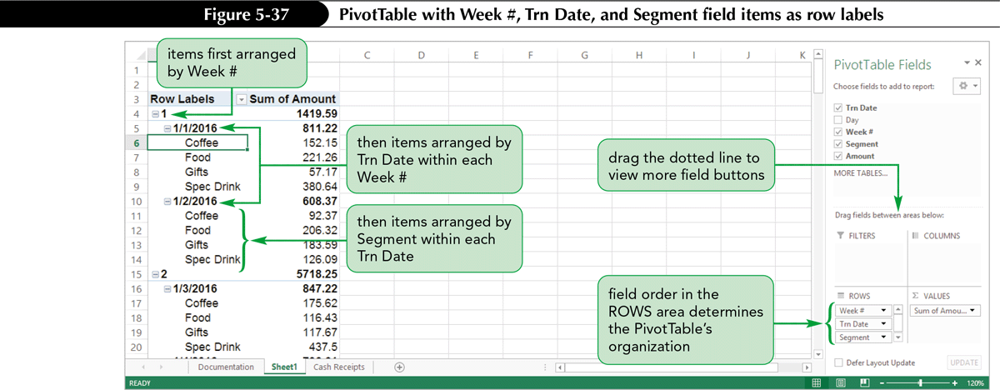 Figure 5-37 PivotTable with Week #, Trn Date, and Segment field items as row labels
items first arranged
by Week #
C D E F G H I J K
1
2
3 Row Labels Sum of Amount
4 1 1419.59
5 1/1/2016 811.22
6 Coffee 152.15
7 Food 221.26
8 Gifts 57.17
9 Spec Drink 380.64
10 1/2/2016 608.37
11 Coffee 92.37
12 Food 206.32
13 Gifts 183.59
14 Spec Drink 126.09
15 2 5718.25
16 1/3/2016 847.22
17 Coffee 175.62
18 Food 116.43
19 Gifts 117.67
20 Spec Drink 437.5
then items arranged by
Trn Date within each
Week #
then items arranged by
Segment within each
Trn Date
drag the dotted line to
view more field buttons
field order in the
ROWS area determines
the PivotTable's
organization
PivotTable Fields
Choose fields to add to report:
Trn Date
Day
Week #
Segment
Amount
MORE TABLES...
Drag fields between areas below:
FILTERS COLUMNS
ROWS Σ VALUES
Week # Sum of Amou...
Trn Date
Segment
Defer Layout Update UPDATE
Documentation Sheet1 Cash Receipts
READY 120%